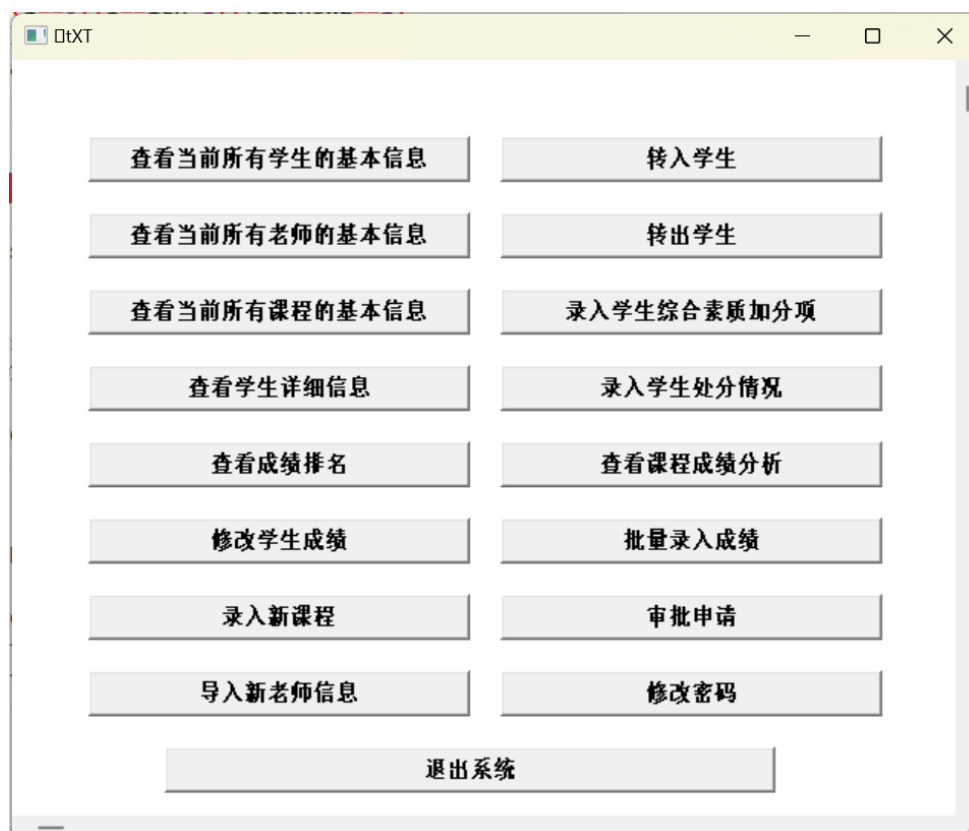 tXT
查看当前所有学生的基本信息 转入学生
查看当前所有老师的基本信息 转出学生
查看当前所有课程的基本信息 录入学生综合素质加分项
查看学生详细信息 录入学生处分情况
查看成绩排名 查看课程成绩分析
修改学生成绩 批量录入成绩
录入新课程 审批申请
导入新老师信息 修改密码
退出系统